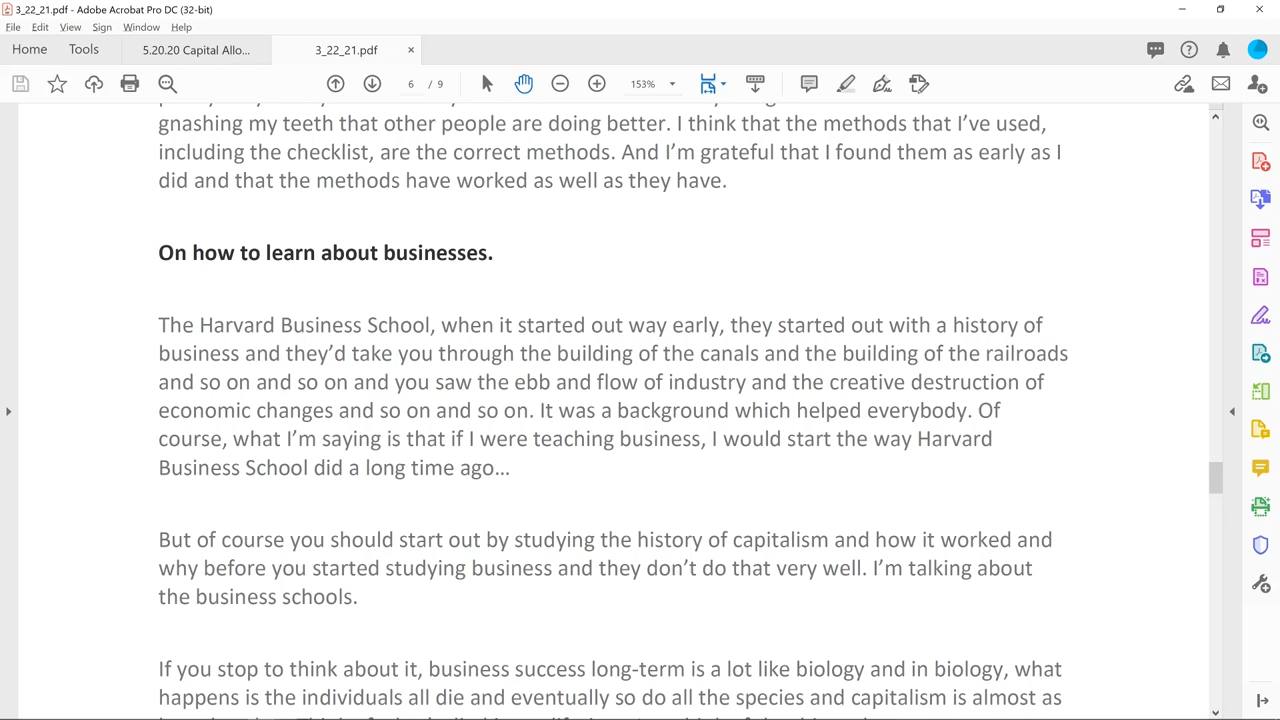 3_22_21.pdf - Adobe Acrobat Pro DC (32-bit)
File Edit View Sign Window Help
Home Tools 5.20.20 Capital Allo... 3_22_21.pdf ×
6 / 9 153%
gnashing my teeth that other people are doing better. I think that the methods that I’ve used,
including the checklist, are the correct methods. And I’m grateful that I found them as early as I
did and that the methods have worked as well as they have.
On how to learn about businesses.
The Harvard Business School, when it started out way early, they started out with a history of
business and they’d take you through the building of the canals and the building of the railroads
and so on and so on and you saw the ebb and flow of industry and the creative destruction of
economic changes and so on and so on. It was a background which helped everybody. Of
course, what I’m saying is that if I were teaching business, I would start the way Harvard
Business School did a long time ago…
But of course you should start out by studying the history of capitalism and how it worked and
why before you started studying business and they don’t do that very well. I’m talking about
the business schools.
If you stop to think about it, business success long-term is a lot like biology and in biology, what
happens is the individuals all die and eventually so do all the species and capitalism is almost as